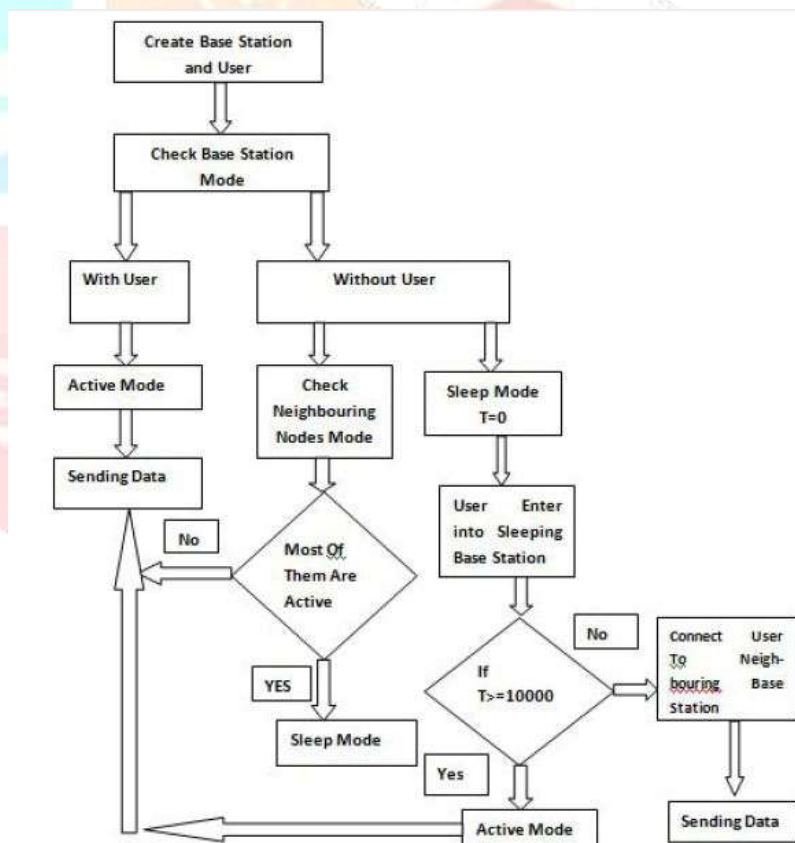 Create Base Station
and User
Check Base Station
Mode
With User
Without User
Active Mode
Check
Neighbouring
Nodes Mode
Sleep Mode
T=0
Sending Data
User Enter
into Sleeping
Base Station
No
Most Of
Them Are
Active
No
Connect User
To Neigh-
bouring Base
Station
If
T>=10000
YES
Sleep Mode
Yes
Active Mode
Sending Data